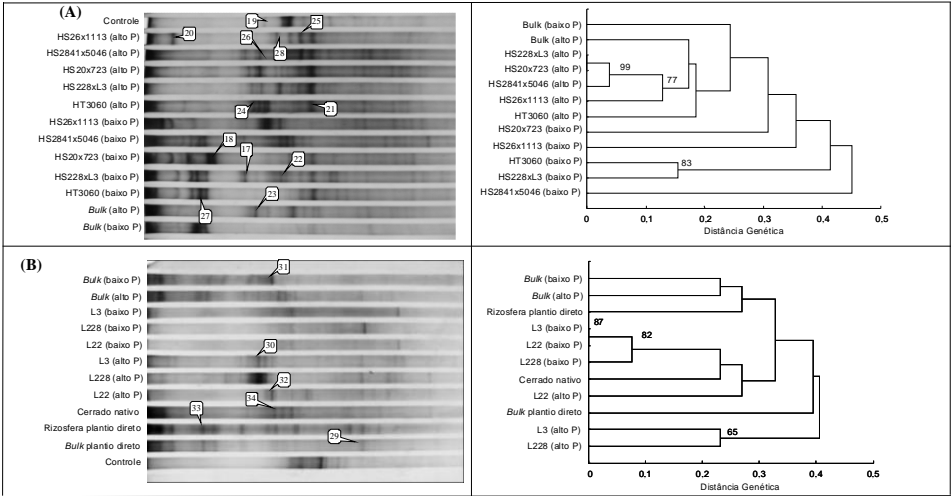 (A)
Controle
HS26x1113 (alto P)
HS2841x5046 (alto P)
HS20x723 (alto P)
HS228xL3 (alto P)
HT3060 (alto P)
HS26x1113 (baixo P)
HS2841x5046 (baixo P)
HS20x723 (baixo P)
HS228xL3 (baixo P)
HT3060 (baixo P)
Bulk (alto P)
Bulk (baixo P)
19
25
20
26
28
24
21
18
17
22
23
27
Bulk (baixo P)
Bulk (alto P)
HS228xL3 (alto P)
HS20x723 (alto P)
HS2841x5046 (alto P)
HS26x1113 (alto P)
HT3060 (alto P)
HS20x723 (baixo P)
HS26x1113 (baixo P)
HT3060 (baixo P)
HS228xL3 (baixo P)
HS2841x5046 (baixo P)
99
77
83
0 0,1 0,2 0,3 0,4 0,5
Distância Genética
(B)
Bulk (baixo P)
Bulk (alto P)
L3 (baixo P)
L228 (baixo P)
L22 (baixo P)
L3 (alto P)
L228 (alto P)
L22 (alto P)
Cerrado nativo
Rizosfera plantio direto
Bulk plantio direto
Controle
31
30
32
34
33
29
Bulk (baixo P)
Bulk (alto P)
Rizosfera plantio direto
L3 (baixo P)
L22 (baixo P)
L228 (baixo P)
Cerrado nativo
L22 (alto P)
Bulk plantio direto
L3 (alto P)
L228 (alto P)
87
82
65
0 0.1 0.2 0.3 0.4 0.5
Distância Genética